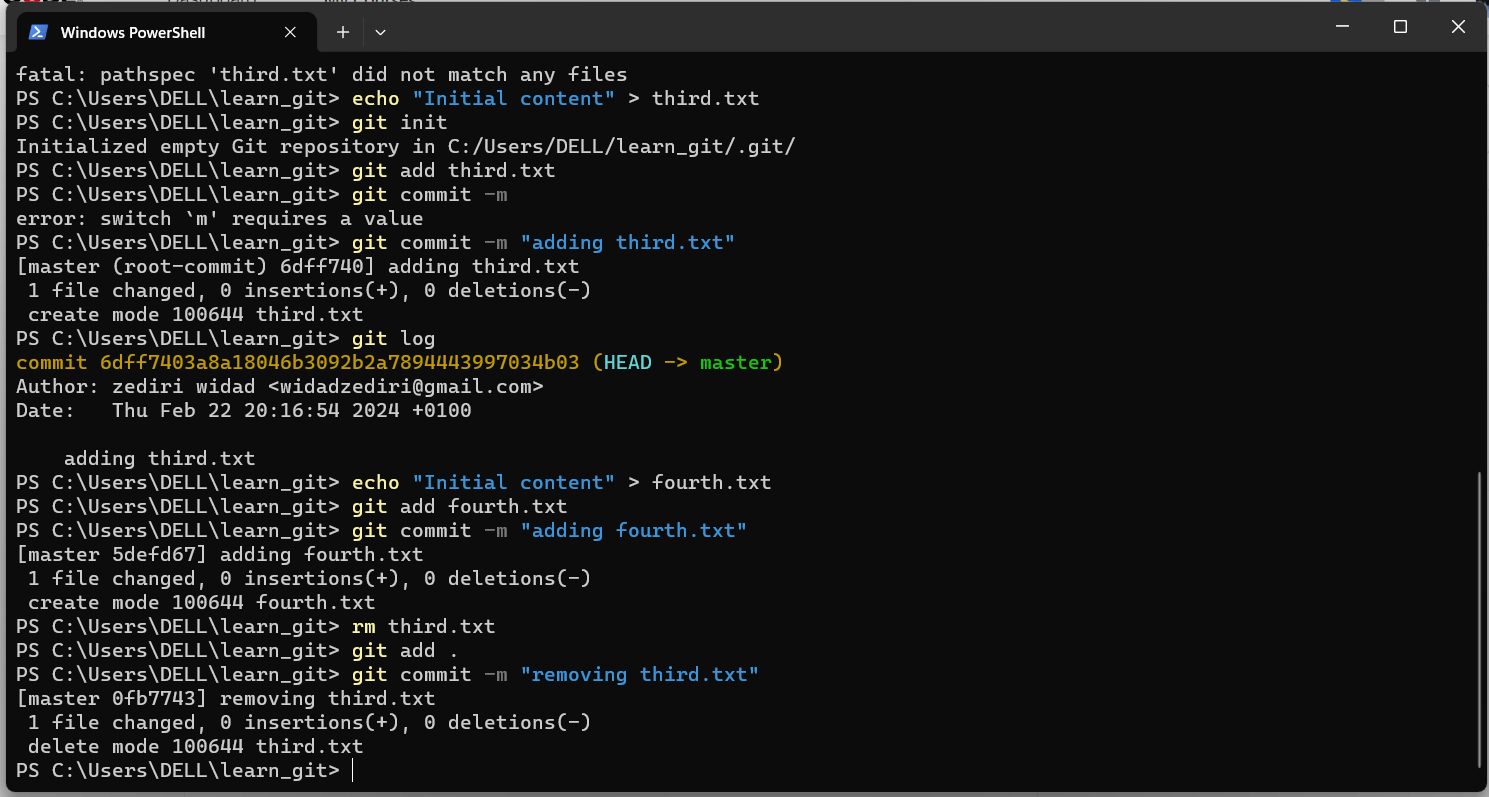 Windows PowerShell
fatal: pathspec 'third.txt' did not match any files
PS C:\Users\DELL\learn_git> echo "Initial content" > third.txt
PS C:\Users\DELL\learn_git> git init
Initialized empty Git repository in C:/Users/DELL/learn_git/.git/
PS C:\Users\DELL\learn_git> git add third.txt
PS C:\Users\DELL\learn_git> git commit -m
error: switch `m' requires a value
PS C:\Users\DELL\learn_git> git commit -m "adding third.txt"
[master (root-commit) 6dff740] adding third.txt
 1 file changed, 0 insertions(+), 0 deletions(-)
 create mode 100644 third.txt
PS C:\Users\DELL\learn_git> git log
commit 6dff7403a8a18046b3092b2a7894443997034b03 (HEAD -> master)
Author: zediri widad <widadzediri@gmail.com>
Date:   Thu Feb 22 20:16:54 2024 +0100

    adding third.txt
PS C:\Users\DELL\learn_git> echo "Initial content" > fourth.txt
PS C:\Users\DELL\learn_git> git add fourth.txt
PS C:\Users\DELL\learn_git> git commit -m "adding fourth.txt"
[master 5defd67] adding fourth.txt
 1 file changed, 0 insertions(+), 0 deletions(-)
 create mode 100644 fourth.txt
PS C:\Users\DELL\learn_git> rm third.txt
PS C:\Users\DELL\learn_git> git add .
PS C:\Users\DELL\learn_git> git commit -m "removing third.txt"
[master 0fb7743] removing third.txt
 1 file changed, 0 insertions(+), 0 deletions(-)
 delete mode 100644 third.txt
PS C:\Users\DELL\learn_git>